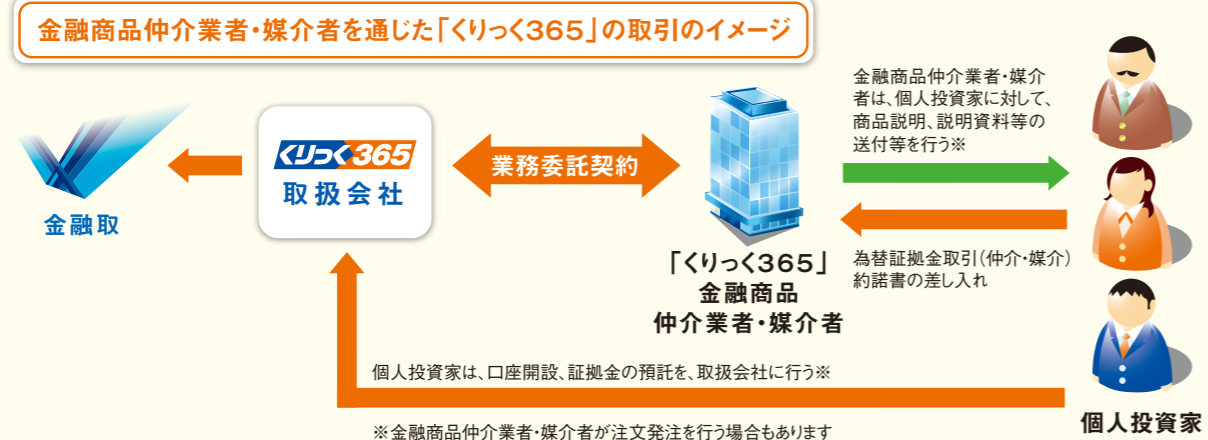 金融商品仲介業者・媒介者を通じた「くりっく365」の取引のイメージ
金融取
くりっく365
取扱会社
業務委託契約
「くりっく365」
金融商品
仲介業者・媒介者
金融商品仲介業者・媒介
者は、個人投資家に対して、
商品説明、説明資料等の
送付等を行う※
為替証拠金取引(仲介・媒介)
約諾書の差し入れ
個人投資家は、口座開設、証拠金の預託を、取扱会社に行う※
※金融商品仲介業者・媒介者が注文発注を行う場合もあります
個人投資家